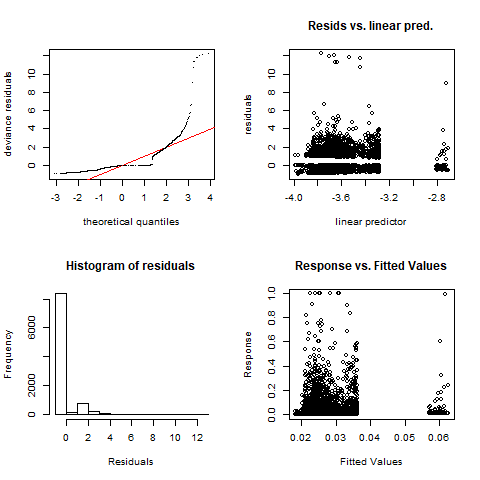 deviance residuals
0 2 4 6 8 10
-3 -2 -1 0 1 2 3 4
theoretical quantiles
Resids vs. linear pred.
residuals
0 2 4 6 8 10
-4.0 -3.6 -3.2 -2.8
linear predictor
Histogram of residuals
Frequency
0 2000 6000
0 2 4 6 8 10 12
Residuals
Response vs. Fitted Values
Response
0.0 0.2 0.4 0.6 0.8 1.0
0.02 0.03 0.04 0.05 0.06
Fitted Values